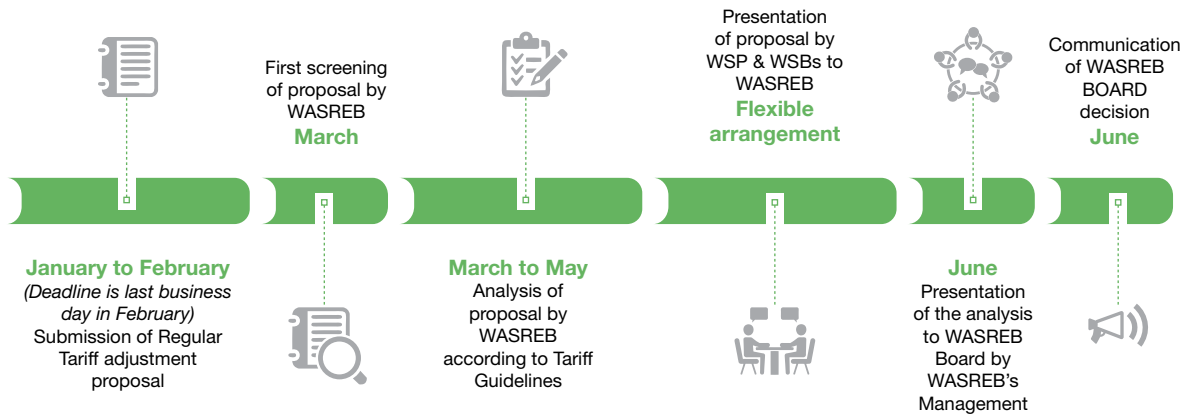 January to February
(Deadline is last business
day in February)
Submission of Regular
Tariff adjustment
proposal
First screening
of proposal by
WASREB
March
March to May
Analysis of
proposal by
WASREB
according to Tariff
Guidelines
Presentation
of proposal by
WSP & WSBs to
WASREB
Flexible
arrangement
June
Presentation
of the analysis
to WASREB
Board by
WASREB's
Management
Communication
of WASREB
BOARD
decision
June